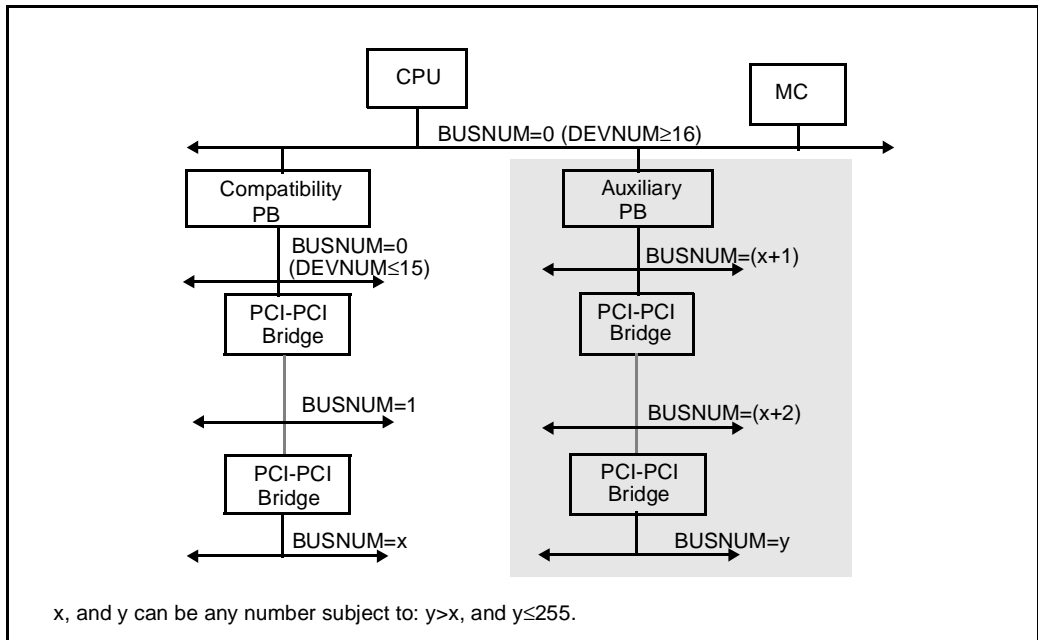 CPU
MC
BUSNUM=0 (DEVNUM≥16)
Compatibility
PB
Auxiliary
PB
BUSNUM=0
(DEVNUM≤15)
BUSNUM=(x+1)
PCI-PCI
Bridge
PCI-PCI
Bridge
BUSNUM=1
BUSNUM=(x+2)
PCI-PCI
Bridge
PCI-PCI
Bridge
BUSNUM=x
BUSNUM=y
x, and y can be any number subject to: y>x, and y≤255.